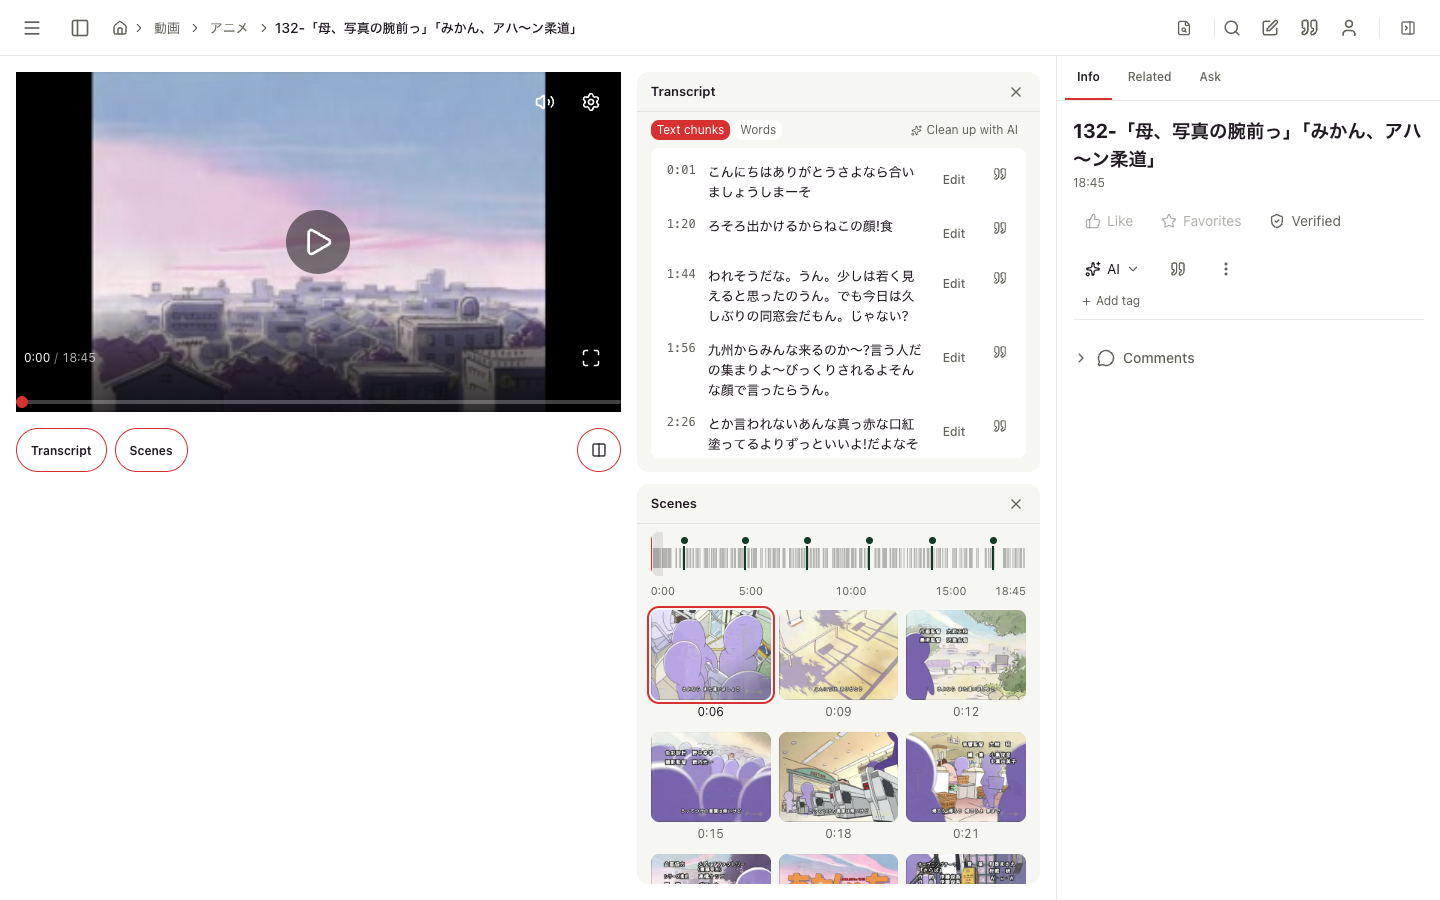 動画
アニメ
132-「母、写真の腕前っ」「みかん、アハ〜ン柔道」
0:00 / 18:45
Transcript
Scenes
Transcript
Text chunks
Words
Clean up with AI
0:01
こんにちはありがとうさよなら合い
ましょうしまーそ
Edit
1:20
ろそろ出かけるからねこの顔!食
Edit
1:44
われそうだな。うん。少しは若く見
えると思ったのうん。でも今日は久
しぶりの同窓会だもん。じゃない?
Edit
1:56
九州からみんな来るのか〜?言う人だ
の集まりよ〜びっくりされるよそん
な顔で言ったらうん。
Edit
2:26
とか言われないあんな真っ赤な口紅
塗ってるよりずっといいよ!だよなそ
Edit
Scenes
0:00
5:00
10:00
15:00
18:45
0:06
0:09
0:12
0:15
0:18
0:21
Info
Related
Ask
132-「母、写真の腕前っ」「みかん、アハ
〜ン柔道」
18:45
Like
Favorites
Verified
AI
+ Add tag
Comments